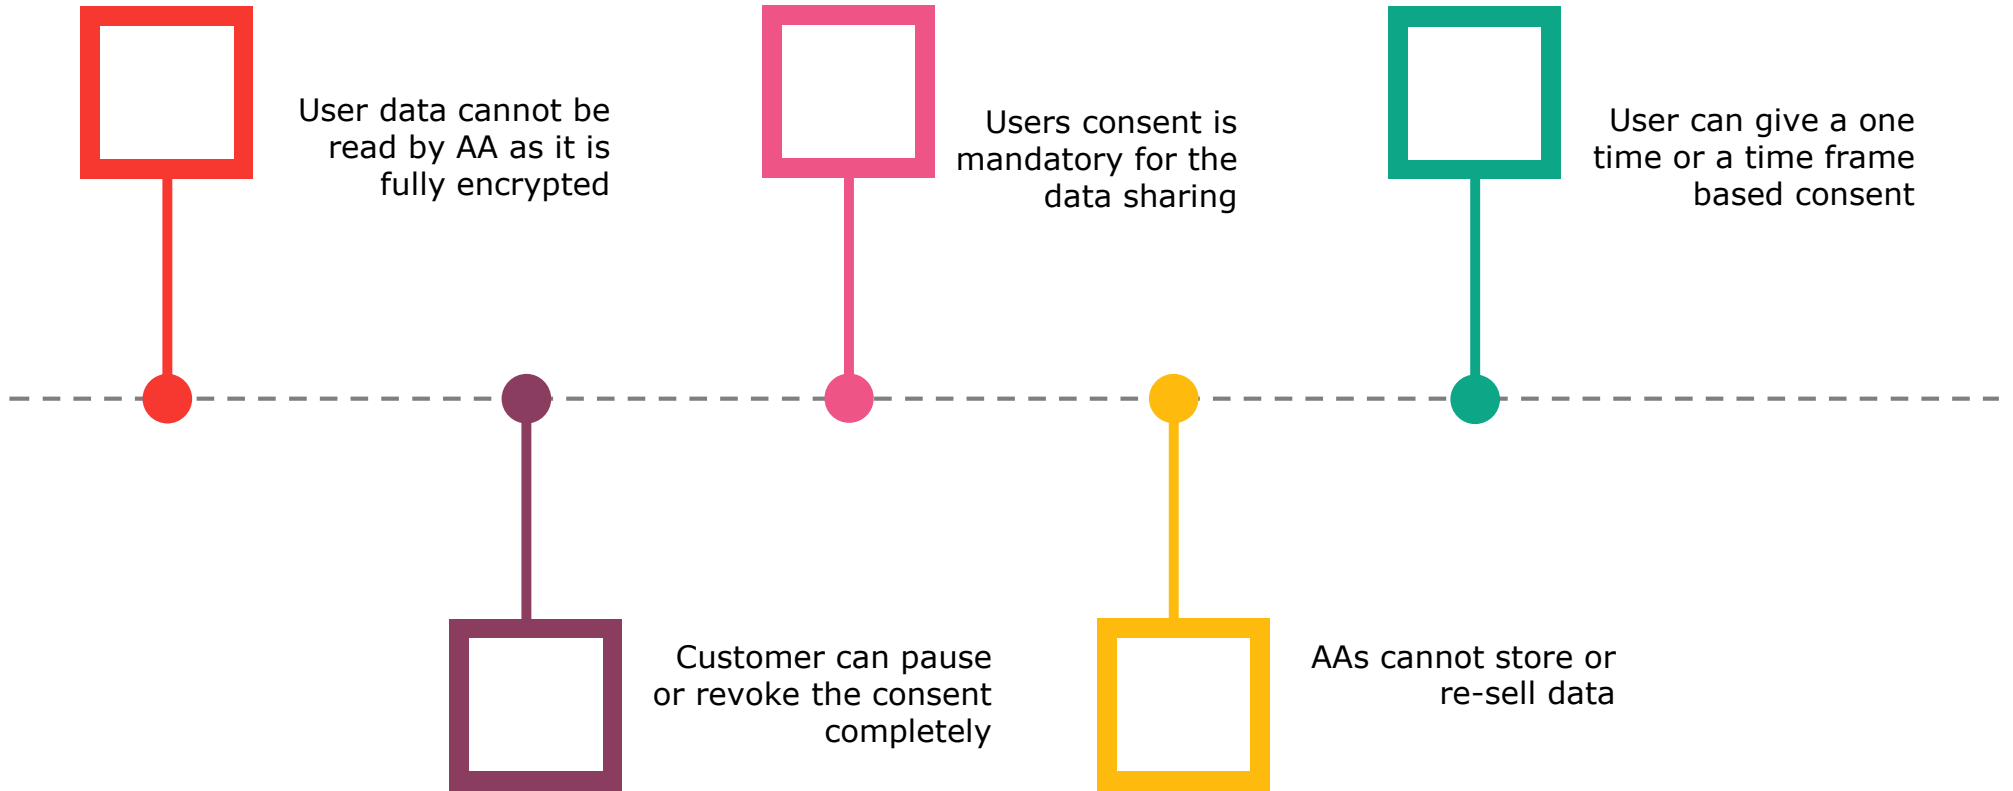 User data cannot be
read by AA as it is
fully encrypted
Users consent is
mandatory for the
data sharing
User can give a one
time or a time frame
based consent
Customer can pause
or revoke the consent
completely
AAs cannot store or
re-sell data